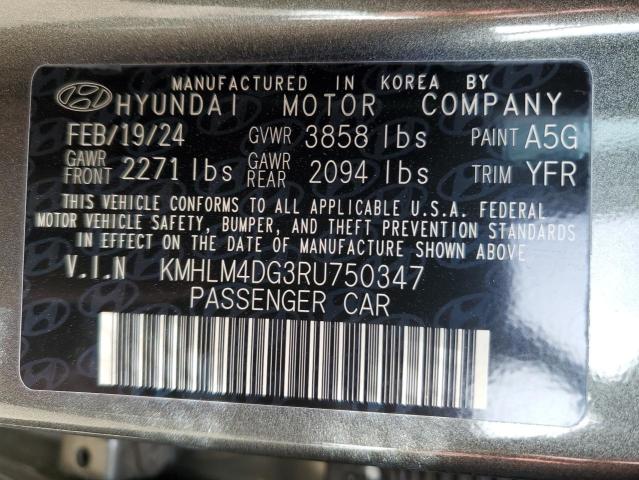 MANUFACTURED IN KOREA BY
HYUNDAI MOTOR COMPANY
FEB/19/24 GVWR 3858 lbs PAINT A5G
GAWR FRONT 2271 lbs GAWR REAR 2094 lbs TRIM YFR
THIS VEHICLE CONFORMS TO ALL APPLICABLE U.S.A. FEDERAL
MOTOR VEHICLE SAFETY, BUMPER, AND THEFT PREVENTION STANDARDS
IN EFFECT ON THE DATE OF MANUFACTURE SHOWN ABOVE
V.I.N KMHLM4DG3RU750347
PASSENGER CAR